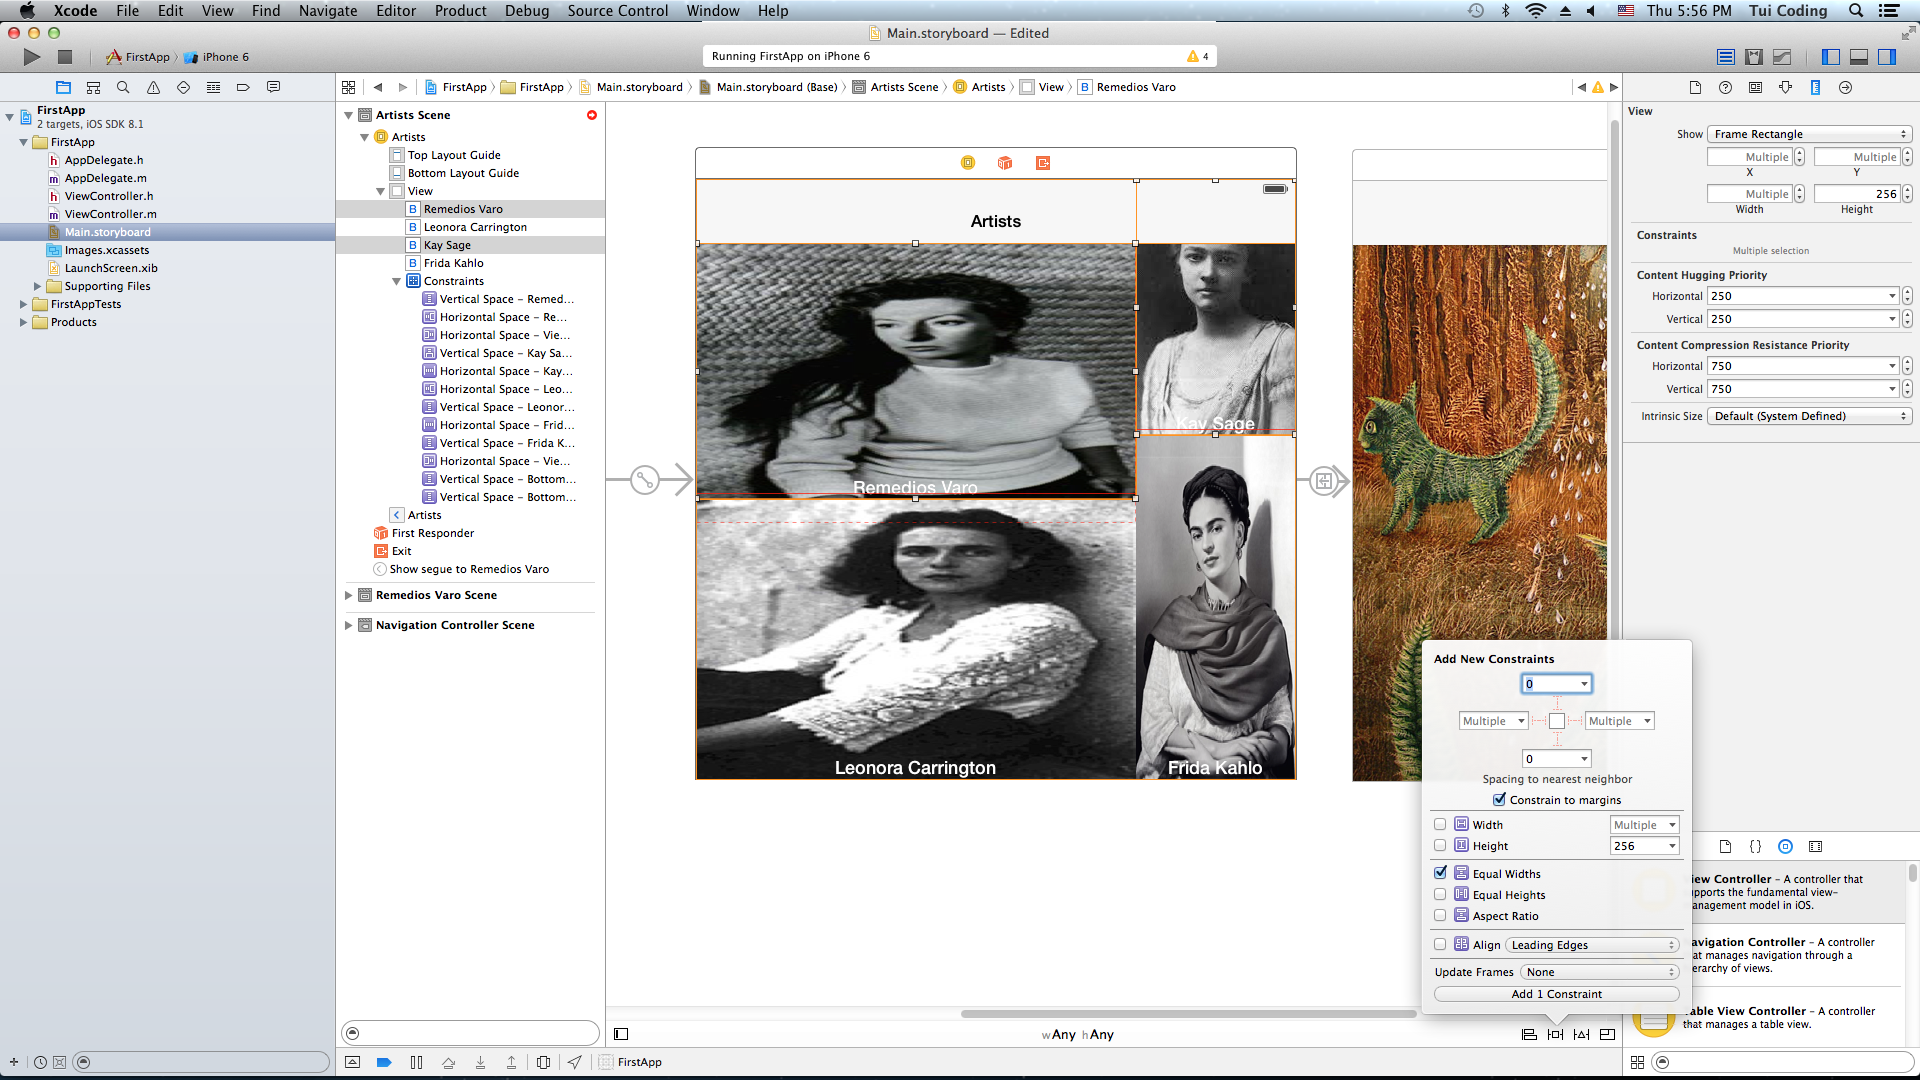 Xcode File Edit View Find Navigate Editor Product Debug Source Control Window Help Thu 5:56 PM Tui Coding
Main.storyboard — Edited
FirstApp iPhone 6
Running FirstApp on iPhone 6 4
FirstApp FirstApp Main.storyboard Main.storyboard (Base) Artists Scene Artists View Remedios Varo
FirstApp
2 targets, iOS SDK 8.1
FirstApp
AppDelegate.h
AppDelegate.m
ViewController.h
ViewController.m
Main.storyboard
Images.xcassets
LaunchScreen.xib
Supporting Files
FirstAppTests
Products
Artists Scene
Artists
Top Layout Guide
Bottom Layout Guide
View
Remedios Varo
Leonora Carrington
Kay Sage
Frida Kahlo
Constraints
Vertical Space – Remed...
Horizontal Space – Re...
Horizontal Space – Vie...
Vertical Space – Kay Sa...
Horizontal Space – Kay...
Horizontal Space – Leo...
Vertical Space – Leonor...
Horizontal Space – Frid...
Vertical Space – Frida K...
Horizontal Space – Vie...
Vertical Space – Bottom...
Vertical Space – Bottom...
Artists
First Responder
Exit
Show segue to Remedios Varo
Remedios Varo Scene
Navigation Controller Scene
Artists
Kay Sage
Remedios Varo
Leonora Carrington
Frida Kahlo
wAny hAny
FirstApp
View
Show Frame Rectangle
Multiple Multiple
X Y
Multiple 256
Width Height
Constraints
Multiple selection
Content Hugging Priority
Horizontal 250
Vertical 250
Content Compression Resistance Priority
Horizontal 750
Vertical 750
Intrinsic Size Default (System Defined)
Add New Constraints
0
Multiple Multiple
0
Spacing to nearest neighbor
Constrain to margins
Width Multiple
Height 256
Equal Widths
Equal Heights
Aspect Ratio
Align Leading Edges
Update Frames None
Add 1 Constraint
iew Controller – A controller that
pports the fundamental view-
anagement model in iOS.
avigation Controller – A controller
at manages navigation through a
erarchy of views.
able View Controller – A controller
that manages a table view.